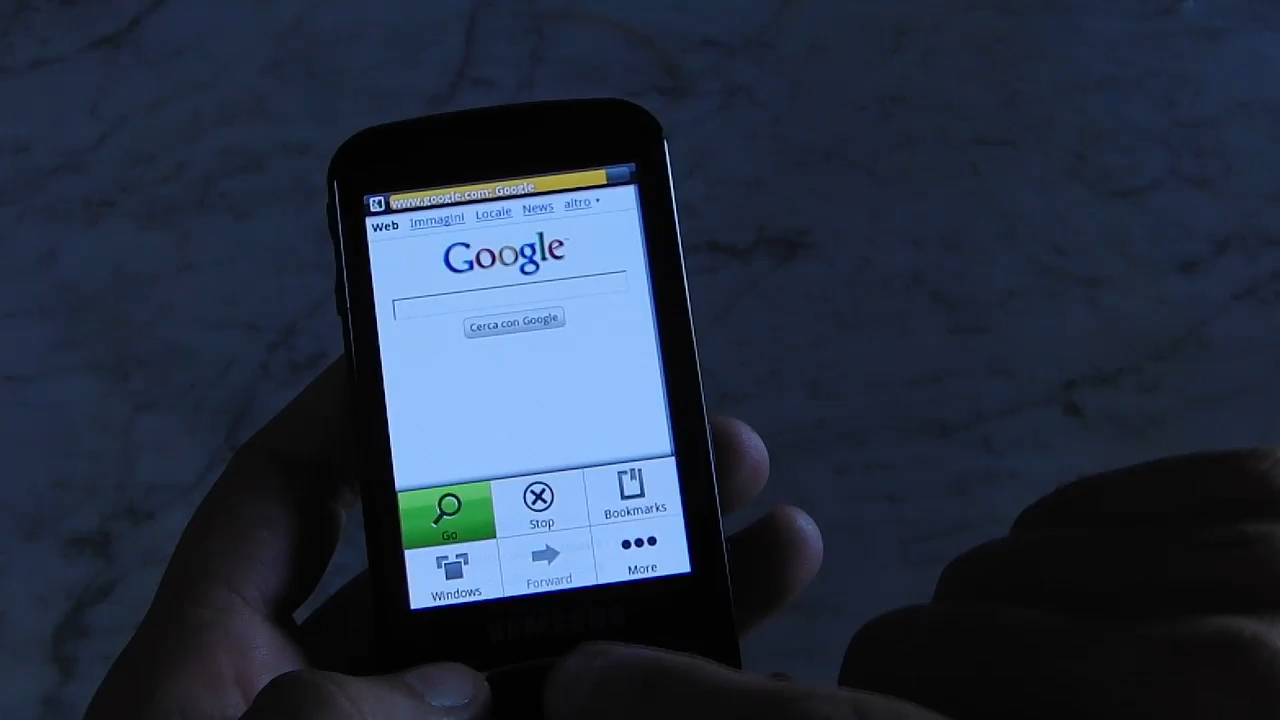 www.google.com: Google
Web Immagini Locale News altro
Google
Cerca con Google
Go Stop Bookmarks
Windows Forward More
SAMSUNG